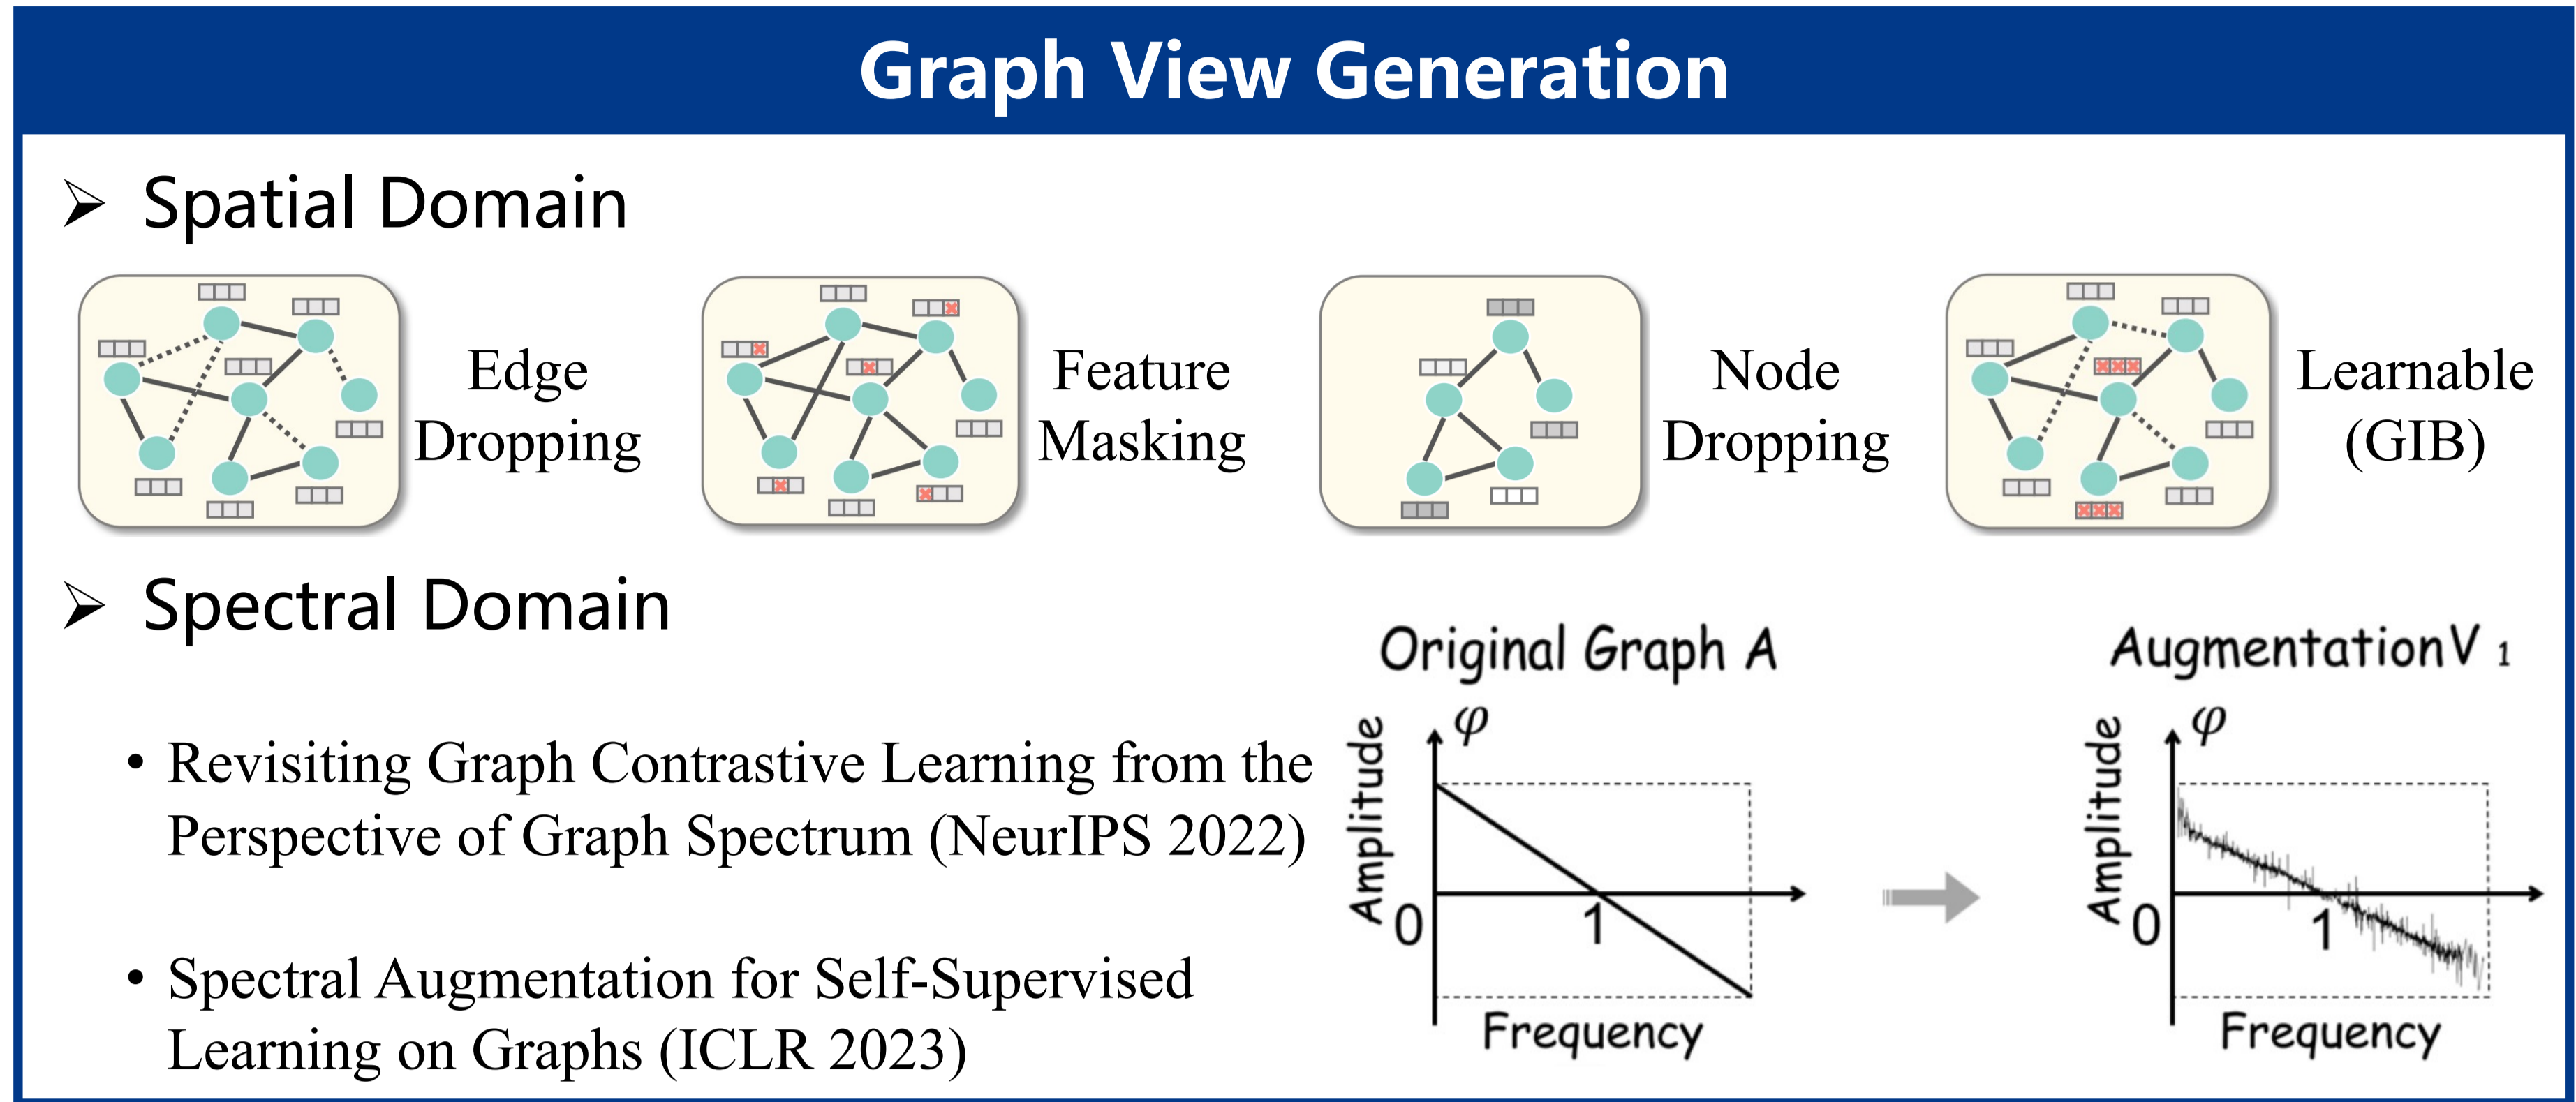 Graph View Generation
➢ Spatial Domain
Edge
Dropping
Feature
Masking
Node
Dropping
Learnable
(GIB)
➢ Spectral Domain
• Revisiting Graph Contrastive Learning from the
Perspective of Graph Spectrum (NeurIPS 2022)
• Spectral Augmentation for Self-Supervised
Learning on Graphs (ICLR 2023)
Original Graph A
φ
Amplitude
0
1
Frequency
AugmentationV 1
φ
Amplitude
0
1
Frequency